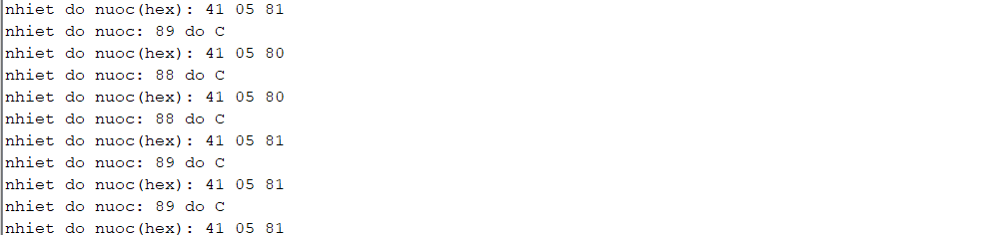 nhiet do nuoc(hex): 41 05 81
nhiet do nuoc: 89 do C
nhiet do nuoc(hex): 41 05 80
nhiet do nuoc: 88 do C
nhiet do nuoc(hex): 41 05 80
nhiet do nuoc: 88 do C
nhiet do nuoc(hex): 41 05 81
nhiet do nuoc: 89 do C
nhiet do nuoc(hex): 41 05 81
nhiet do nuoc: 89 do C
nhiet do nuoc(hex): 41 05 81